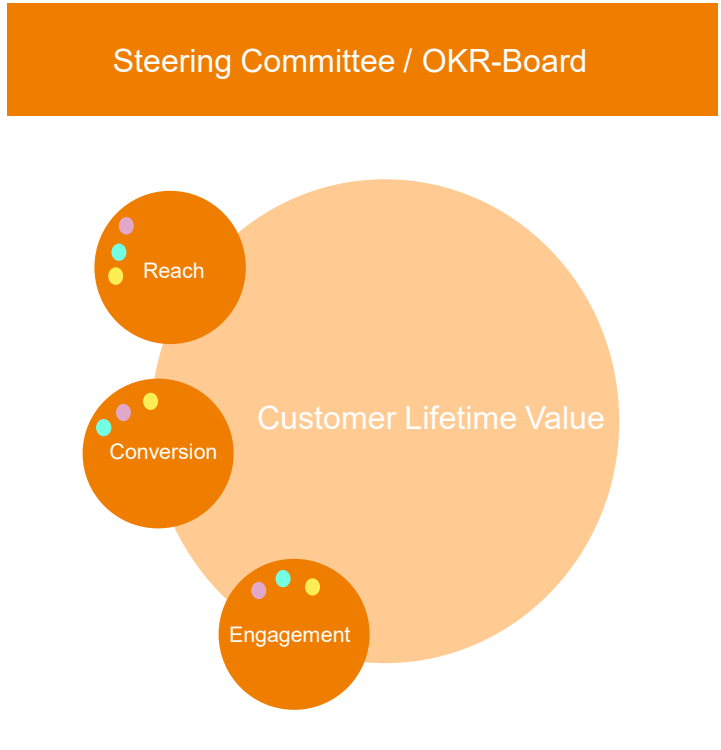 Steering Committee / OKR-Board
Reach
Customer Lifetime Value
Conversion
Engagement